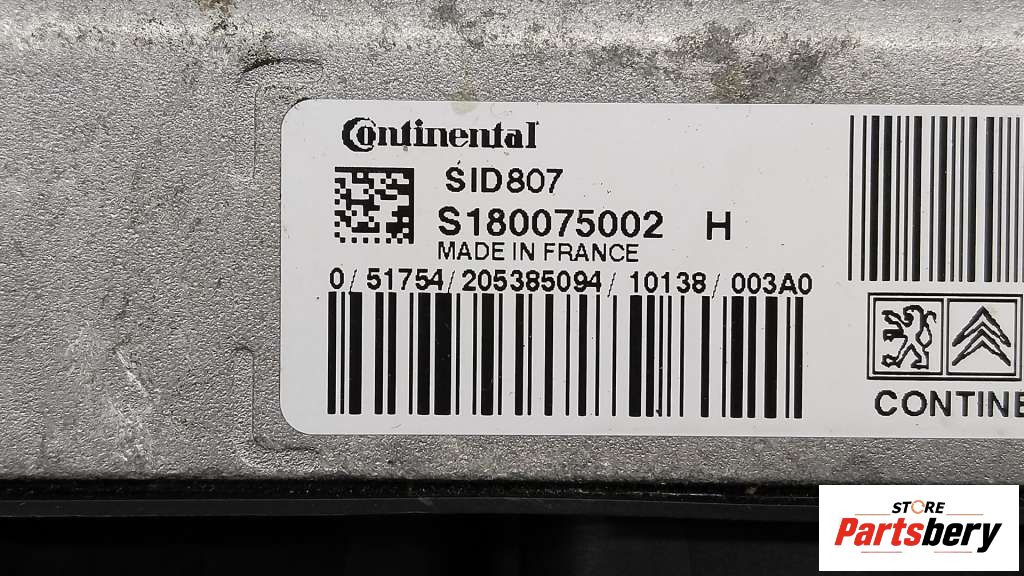 Continental
SID807
S180075002 H
MADE IN FRANCE
0/51754/205385094/10138/003A0
CONTINE
STORE
Partsbery